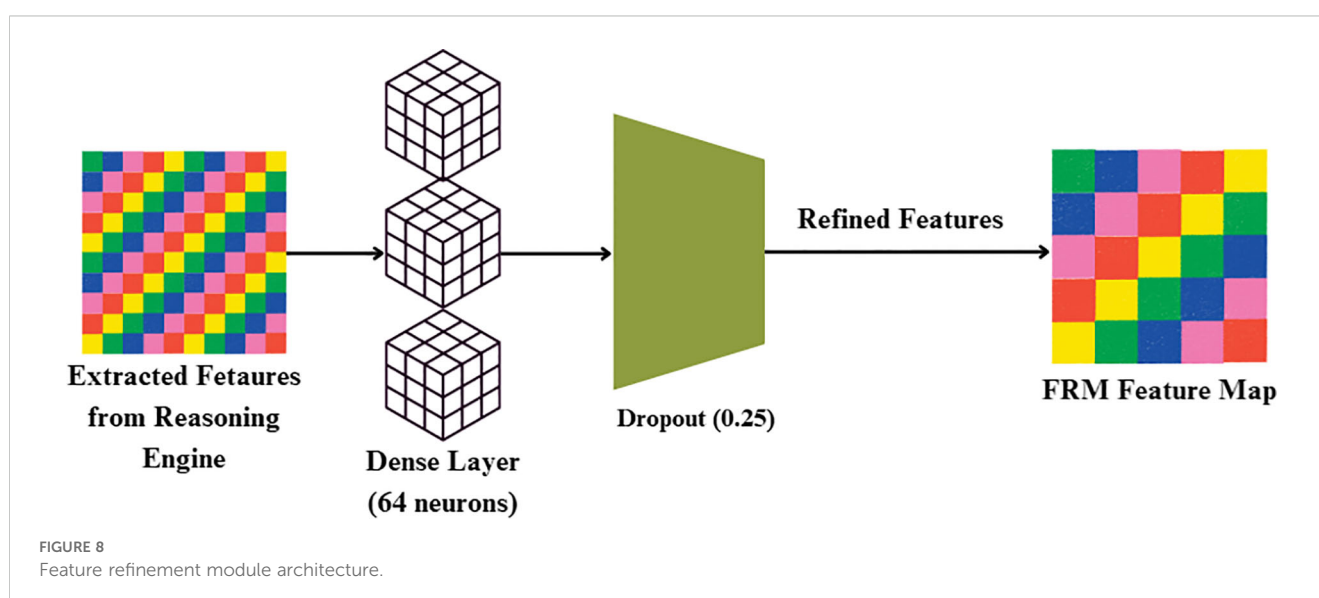 Extracted Fetaures
from Reasoning
Engine
Dense Layer
(64 neurons)
Dropout (0.25)
Refined Features
FRM Feature Map
FIGURE 8
Feature refinement module architecture.